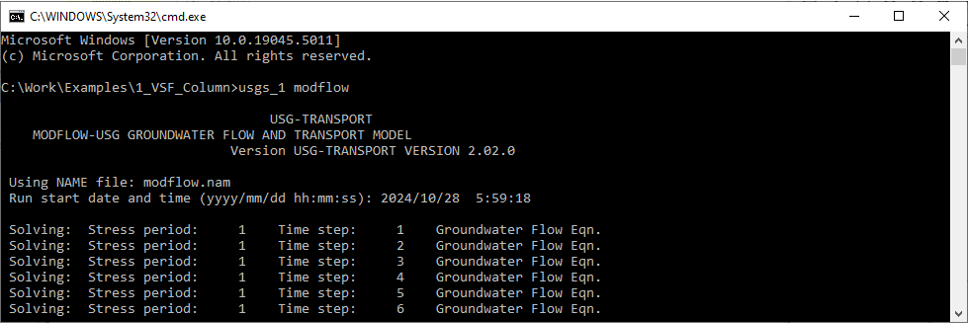 C:\WINDOWS\System32\cmd.exe
Microsoft Windows [Version 10.0.19045.5011]
(c) Microsoft Corporation. All rights reserved.
C:\Work\Examples\1_VSF_Column>usgs_1 modflow
USG-TRANSPORT
MODFLOW-USG GROUNDWATER FLOW AND TRANSPORT MODEL
Version USG-TRANSPORT VERSION 2.02.0
Using NAME file: modflow.nam
Run start date and time (yyyy/mm/dd hh:mm:ss): 2024/10/28  5:59:18
Solving:  Stress period:     1    Time step:     1    Groundwater Flow Eqn.
Solving:  Stress period:     1    Time step:     2    Groundwater Flow Eqn.
Solving:  Stress period:     1    Time step:     3    Groundwater Flow Eqn.
Solving:  Stress period:     1    Time step:     4    Groundwater Flow Eqn.
Solving:  Stress period:     1    Time step:     5    Groundwater Flow Eqn.
Solving:  Stress period:     1    Time step:     6    Groundwater Flow Eqn.